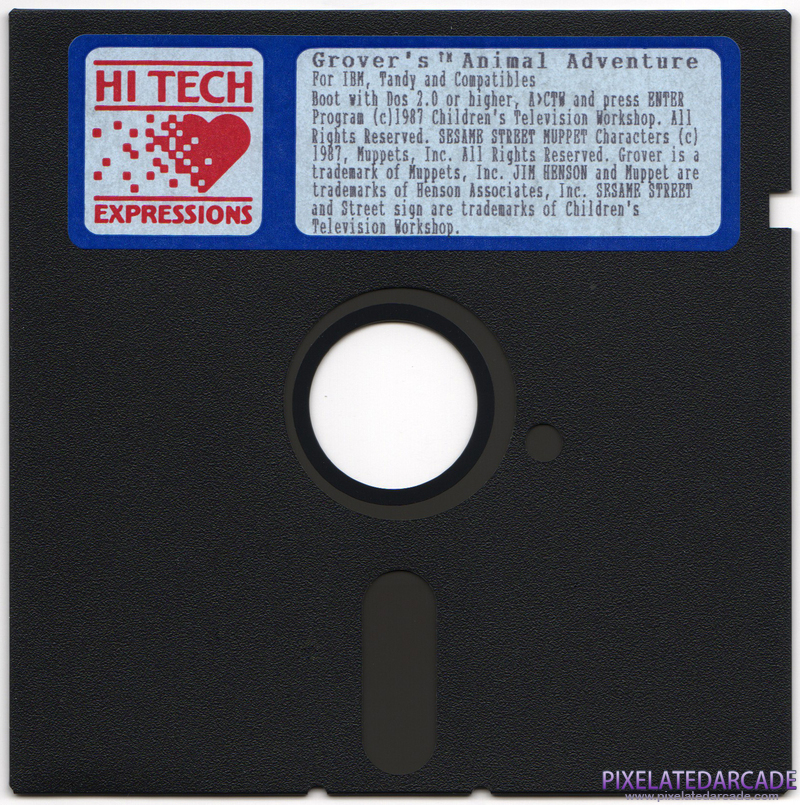 HI TECH
EXPRESSIONS
Grover's™ Animal Adventure
For IBM, Tandy and Compatibles
Boot with Dos 2.0 or higher, A>CTW and press ENTER
Program (c)1987 Children's Television Workshop. All
Rights Reserved. SESAME STREET MUPPET Characters (c)
1987, Muppets, Inc. All Rights Reserved. Grover is a
trademark of Muppets, Inc. JIM HENSON and Muppet are
trademarks of Henson Associates, Inc. SESAME STREET
and Street sign are trademarks of Children's
Television Workshop.
PIXELATEDARCADE
www.pixelatedarcade.com